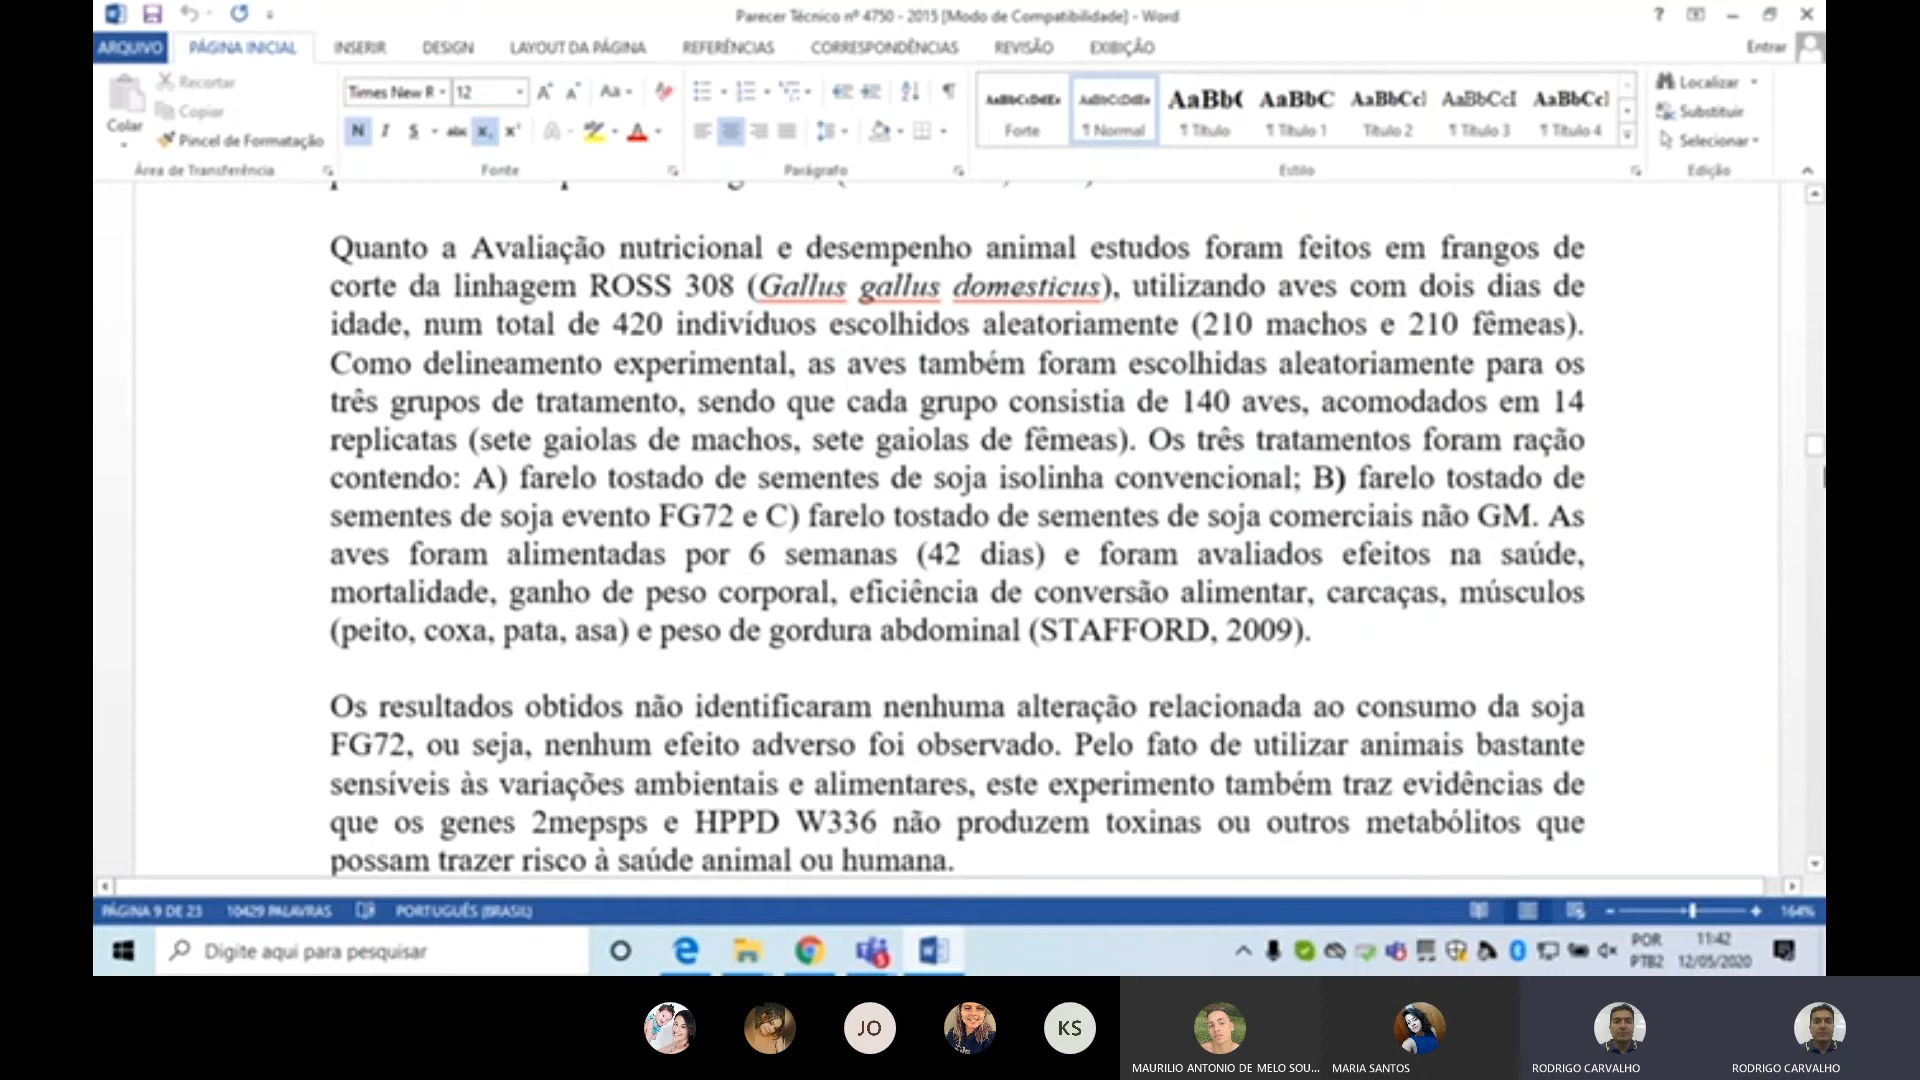 Parecer Técnico nº 4750 - 2015 [Modo de Compatibilidade] - Word
ARQUIVO PÁGINA INICIAL INSERIR DESIGN LAYOUT DA PÁGINA REFERÊNCIAS CORRESPONDÊNCIAS REVISÃO EXIBIÇÃO Entrar
Colar
Recortar
Copiar
Pincel de Formatação
Área de Transferência
Times New R 12
Fonte
Parágrafo
AaBbCcDdEe AaBbCcDdEe AaBb( AaBbC AaBbCcl AaBbCcI AaBbCcl
Forte ¶ Normal ¶ Título ¶ Título 1 Título 2 ¶ Título 3 ¶ Título 4
Estilo
Localizar
Substituir
Selecionar
Edição
Quanto a Avaliação nutricional e desempenho animal estudos foram feitos em frangos de
corte da linhagem ROSS 308 (Gallus gallus domesticus), utilizando aves com dois dias de
idade, num total de 420 indivíduos escolhidos aleatoriamente (210 machos e 210 fêmeas).
Como delineamento experimental, as aves também foram escolhidas aleatoriamente para os
três grupos de tratamento, sendo que cada grupo consistia de 140 aves, acomodados em 14
replicatas (sete gaiolas de machos, sete gaiolas de fêmeas). Os três tratamentos foram ração
contendo: A) farelo tostado de sementes de soja isolinha convencional; B) farelo tostado de
sementes de soja evento FG72 e C) farelo tostado de sementes de soja comerciais não GM. As
aves foram alimentadas por 6 semanas (42 dias) e foram avaliados efeitos na saúde,
mortalidade, ganho de peso corporal, eficiência de conversão alimentar, carcaças, músculos
(peito, coxa, pata, asa) e peso de gordura abdominal (STAFFORD, 2009).
Os resultados obtidos não identificaram nenhuma alteração relacionada ao consumo da soja
FG72, ou seja, nenhum efeito adverso foi observado. Pelo fato de utilizar animais bastante
sensíveis às variações ambientais e alimentares, este experimento também traz evidências de
que os genes 2mepsps e HPPD W336 não produzem toxinas ou outros metabólitos que
possam trazer risco à saúde animal ou humana.
PÁGINA 9 DE 23 10429 PALAVRAS PORTUGUÊS (BRASIL) 164%
Digite aqui para pesquisar
POR
PTB2
11:42
12/05/2020
JO
KS
MAURILIO ANTONIO DE MELO SOU...
MARIA SANTOS
RODRIGO CARVALHO
RODRIGO CARVALHO